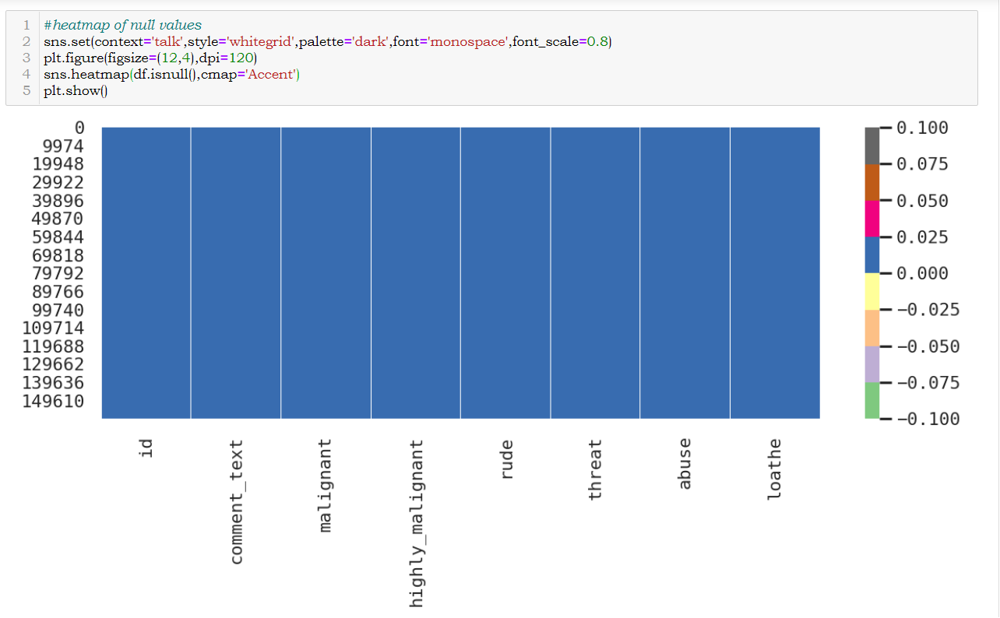 1 #heatmap of null values
2 sns.set(context='talk',style='whitegrid',palette='dark',font='monospace',font_scale=0.8)
3 plt.figure(figsize=(12,4),dpi=120)
4 sns.heatmap(df.isnull(),cmap='Accent')
5 plt.show()
0
9974
19948
29922
39896
49870
59844
69818
79792
89766
99740
109714
119688
129662
139636
149610
id
comment_text
malignant
highly_malignant
rude
threat
abuse
loathe
0.100
0.075
0.050
0.025
0.000
−0.025
−0.050
−0.075
−0.100